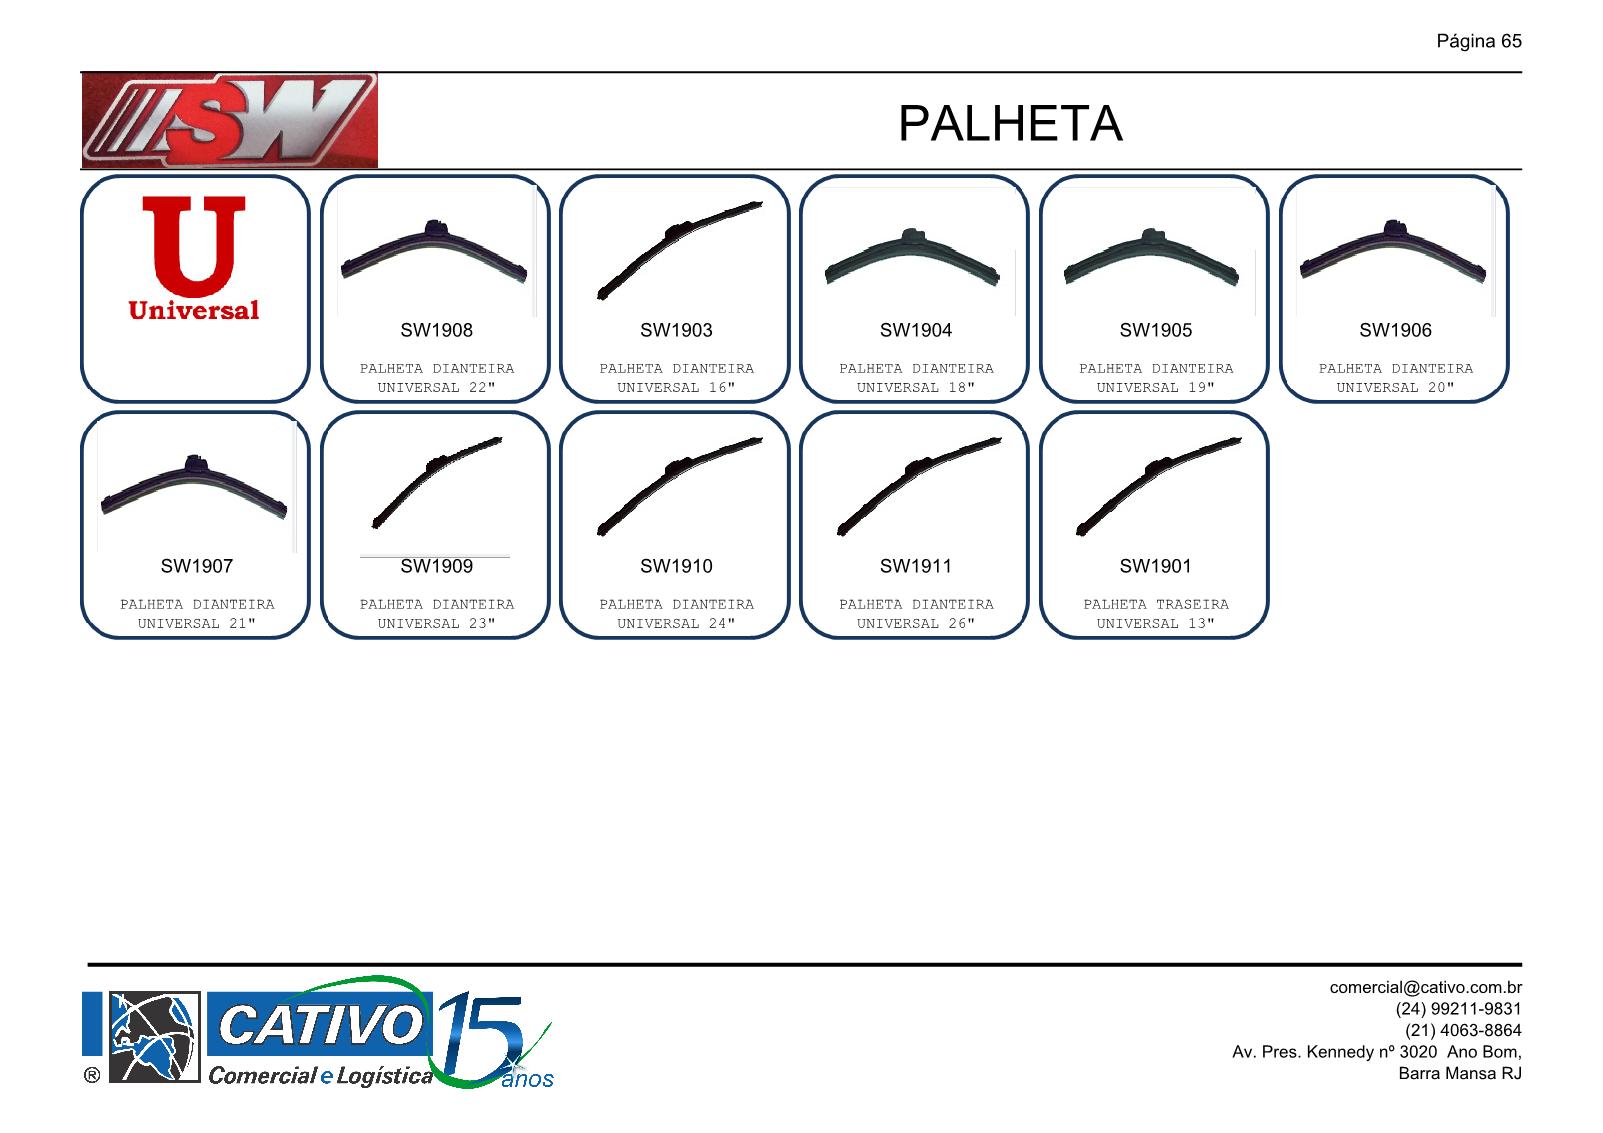 Página 65
SW
PALHETA
U
Universal
SW1908
PALHETA DIANTEIRA
UNIVERSAL 22"
SW1903
PALHETA DIANTEIRA
UNIVERSAL 16"
SW1904
PALHETA DIANTEIRA
UNIVERSAL 18"
SW1905
PALHETA DIANTEIRA
UNIVERSAL 19"
SW1906
PALHETA DIANTEIRA
UNIVERSAL 20"
SW1907
PALHETA DIANTEIRA
UNIVERSAL 21"
SW1909
PALHETA DIANTEIRA
UNIVERSAL 23"
SW1910
PALHETA DIANTEIRA
UNIVERSAL 24"
SW1911
PALHETA DIANTEIRA
UNIVERSAL 26"
SW1901
PALHETA TRASEIRA
UNIVERSAL 13"
CATIVO
Comercial e Logística
®
15
anos
comercial@cativo.com.br
(24) 99211-9831
(21) 4063-8864
Av. Pres. Kennedy nº 3020 Ano Bom,
Barra Mansa RJ